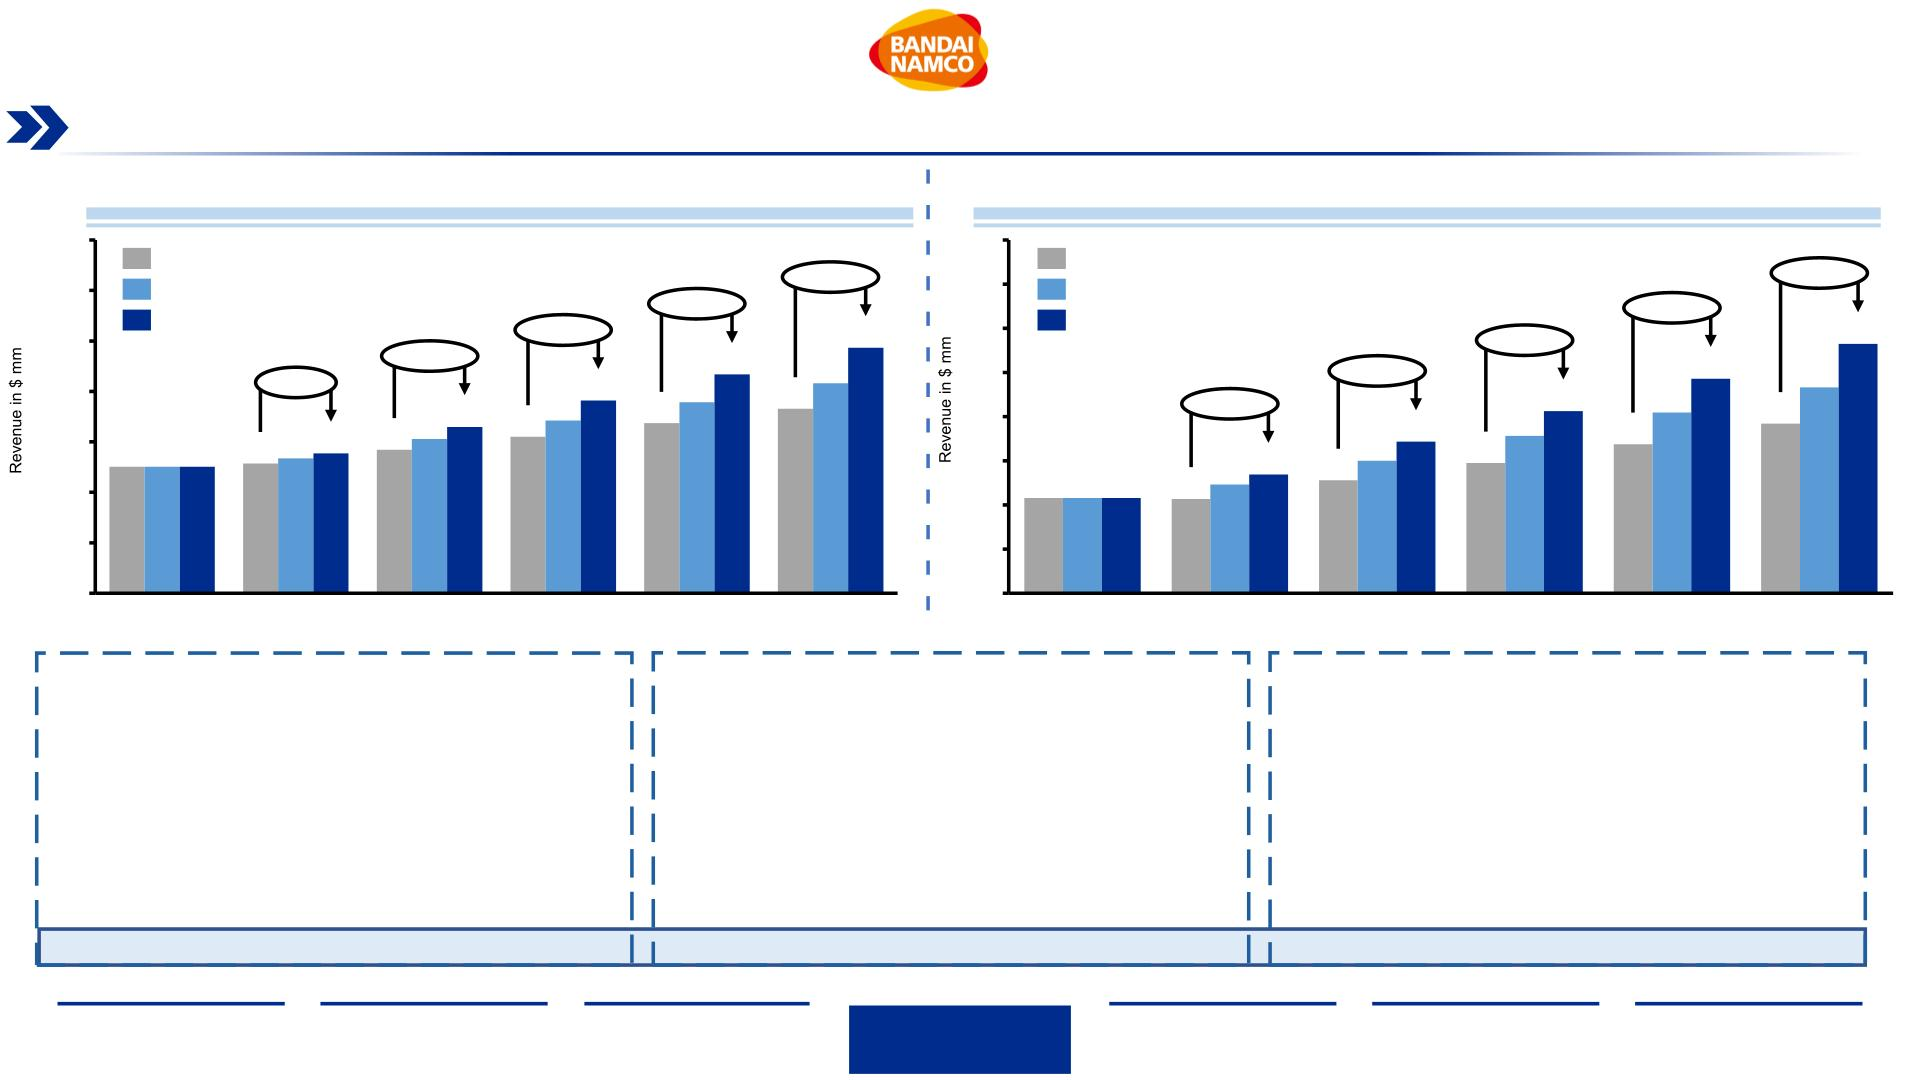 BANDAI
NAMCO
Revenue in $ mm
Revenue in $ mm